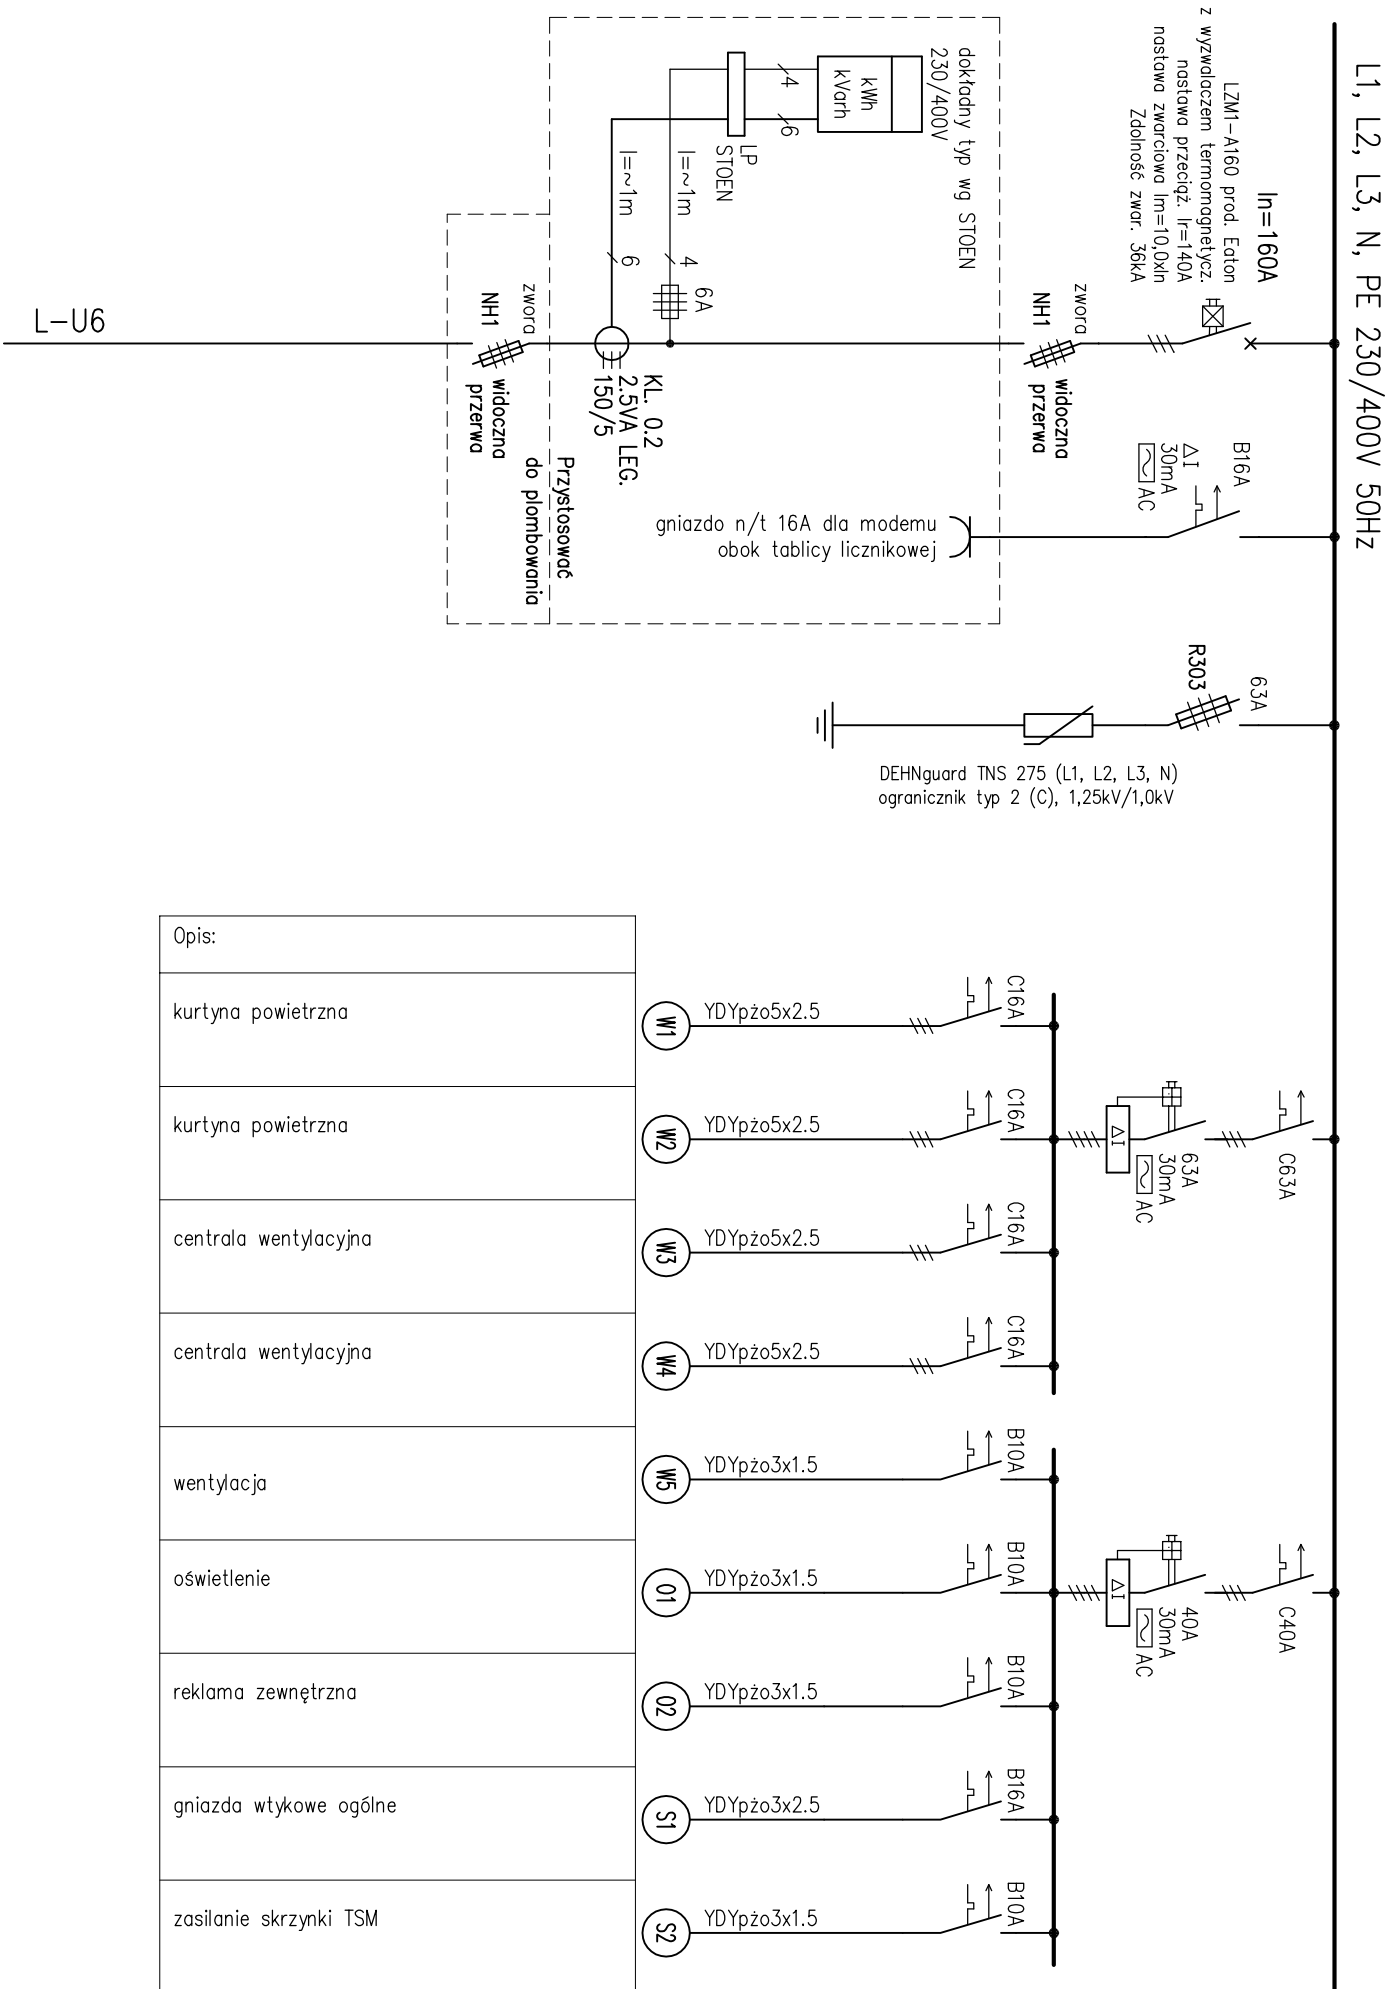 L1, L2, L3, N, PE 230/400V 50Hz
In=160A
LZM1-A160 prod. Eaton
z wyzwalaczem termomagnetycz.
nastawa przeciąż. Ir=140A
nastawa zwarciowa Im=10,0xIn
Zdolność zwar. 36kA
zwora
NH1
widoczna
przerwa
dokładny typ wg STOEN
230/400V
kWh
kVarh
4
6
LP
STOEN
l=~1m
l=~1m
4
6
6A
KL. 0.2
2.5VA LEG.
150/5
zwora
NH1
widoczna
przerwa
Przystosować
do plombowania
L-U6
B16A
ΔI
30mA
AC
gniazdo n/t 16A dla modemu
obok tablicy licznikowej
63A
R303
DEHNguard TNS 275 (L1, L2, L3, N)
ogranicznik typ 2 (C), 1,25kV/1,0kV
C63A
63A
30mA
AC
ΔI
C40A
40A
30mA
AC
ΔI
Opis:
kurtyna powietrzna
W1
YDYpżo5x2.5
C16A
kurtyna powietrzna
W2
YDYpżo5x2.5
C16A
centrala wentylacyjna
W3
YDYpżo5x2.5
C16A
centrala wentylacyjna
W4
YDYpżo5x2.5
C16A
wentylacja
W5
YDYpżo3x1.5
B10A
oświetlenie
O1
YDYpżo3x1.5
B10A
reklama zewnętrzna
O2
YDYpżo3x1.5
B10A
gniazda wtykowe ogólne
S1
YDYpżo3x2.5
B16A
zasilanie skrzynki TSM
S2
YDYpżo3x1.5
B10A